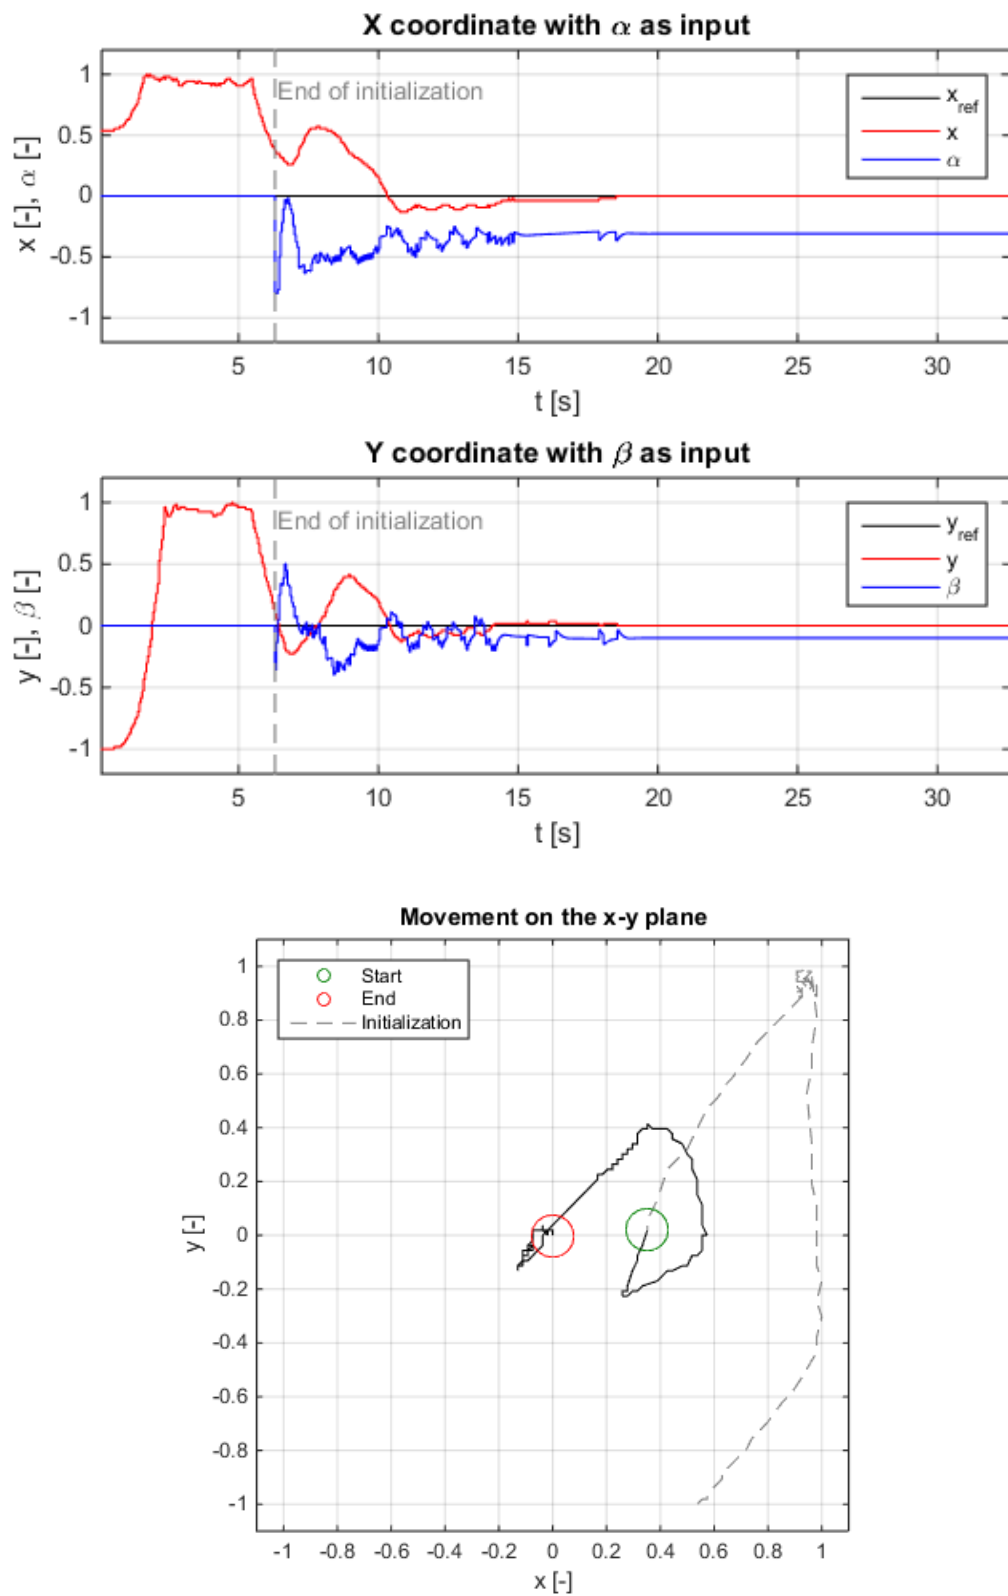 X coordinate with α as input
1
0.5
0
-0.5
-1
x [-], α [-]
End of initialization
x_ref
x
α
5 10 15 20 25 30
t [s]
Y coordinate with β as input
1
0.5
0
-0.5
-1
y [-], β [-]
End of initialization
y_ref
y
β
5 10 15 20 25 30
t [s]
Movement on the x-y plane
1
0.8
0.6
0.4
0.2
0
-0.2
-0.4
-0.6
-0.8
-1
y [-]
Start
End
Initialization
-1 -0.8 -0.6 -0.4 -0.2 0 0.2 0.4 0.6 0.8 1
x [-]